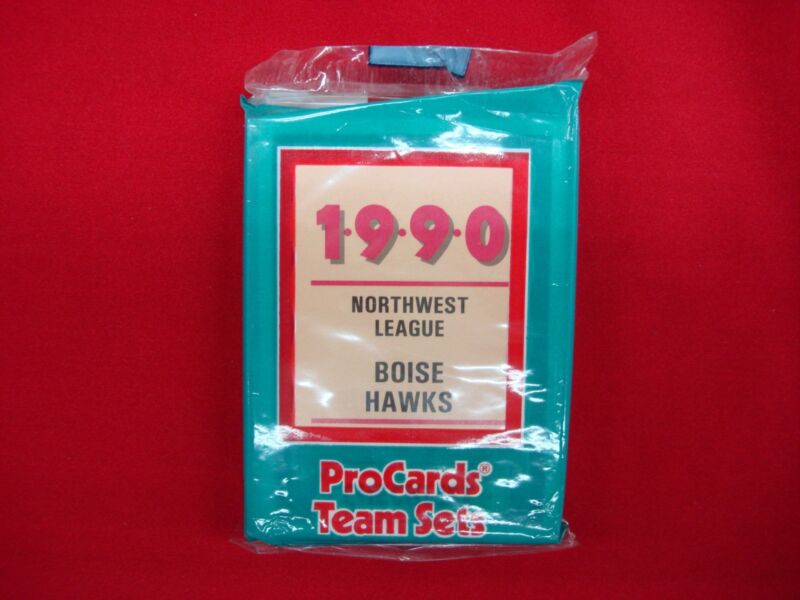 1·9·9·0
NORTHWEST
LEAGUE
BOISE
HAWKS
ProCards®
Team Sets